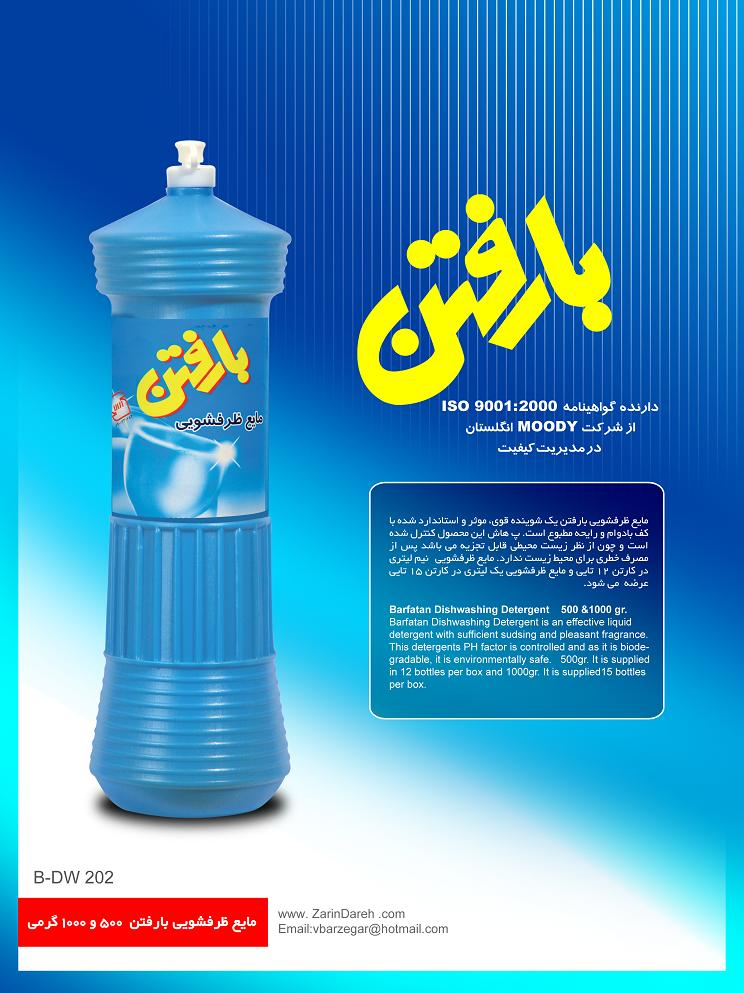 بارفتن
دارنده گواهینامه ISO 9001:2000
از شرکت MOODY انگلستان
در مدیریت کیفیت
بارفتن
مایع ظرفشویی
مایع ظرفشویی بارفتن یک شوینده قوی، موثر و استاندارد شده با
کف بادوام و رایحه مطبوع است. پ هاش این محصول کنترل شده
است و چون از نظر زیست محیطی قابل تجزیه می باشد پس از
مصرف خطری برای محیط زیست ندارد. مایع ظرفشویی نیم لیتری
در کارتن ۱۲ تایی و مایع ظرفشویی یک لیتری در کارتن ۱۵ تایی
عرضه می شود.
Barfatan Dishwashing Detergent 500 &1000 gr.
Barfatan Dishwashing Detergent is an effective liquid
detergent with sufficient sudsing and pleasant fragrance.
This detergents PH factor is controlled and as it is biode-
gradable, it is environmentally safe. 500gr. It is supplied
in 12 bottles per box and 1000gr. It is supplied15 bottles
per box.
B-DW 202
مایع ظرفشویی بارفتن ۵۰۰ و ۱۰۰۰ گرمی
www. ZarinDareh .com
Email:vbarzegar@hotmail.com